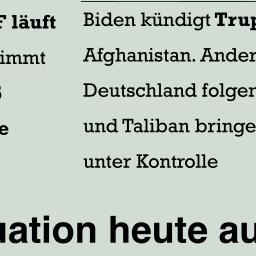 F läuft
immt
e
Biden kündigt Trup
Afghanistan. Ander
Deutschland folgen
und Taliban bringe
unter Kontrolle
uation heute au